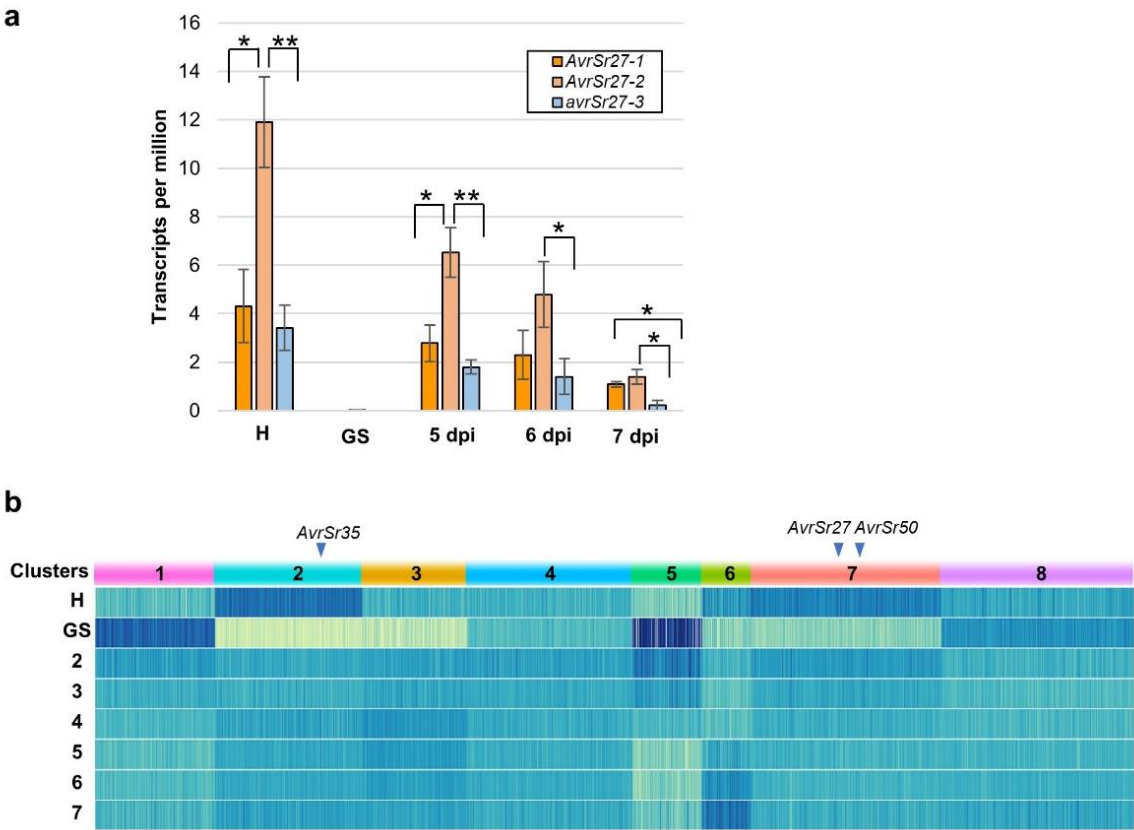 a
16
14
12
10
8
6
4
2
0
Transcripts per million
* **
* **
*
*
*
AvrSr27-1
AvrSr27-2
avrSr27-3
H GS 5 dpi 6 dpi 7 dpi
b
AvrSr35 AvrSr27 AvrSr50
Clusters 1 2 3 4 5 6 7 8
H
GS
2
3
4
5
6
7